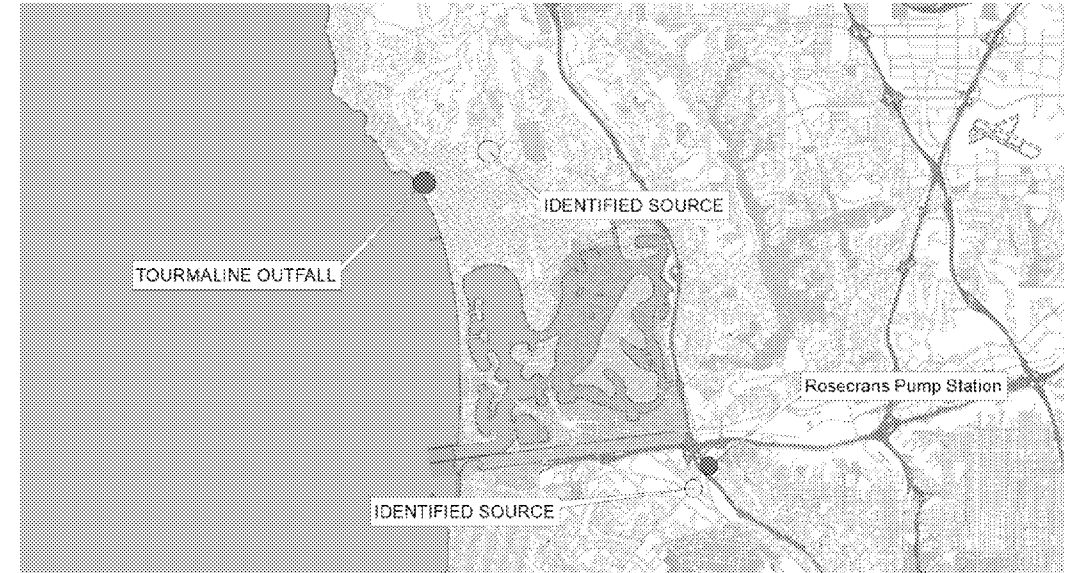 IDENTIFIED SOURCE
TOURMALINE OUTFALL
Rosecrans Pump Station
IDENTIFIED SOURCE